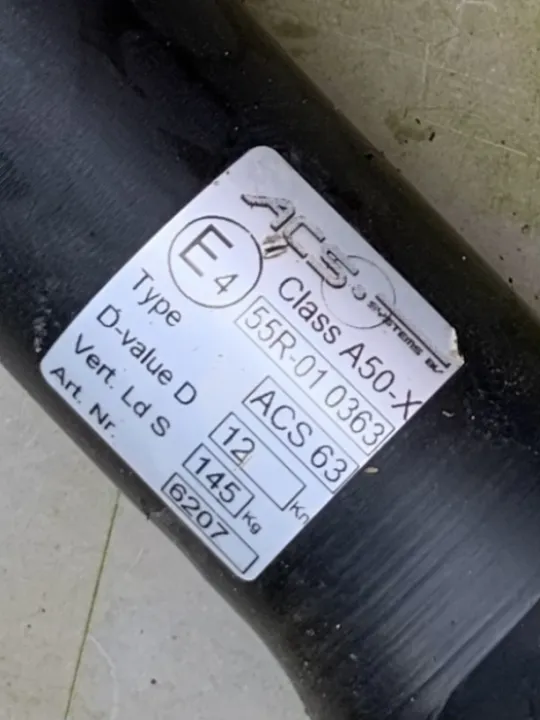 ACS SYSTEMS BV
E4 Class A50-X
55R-01 0363
Type ACS 63
D-value D 12 Kn
Vert. Ld S 145 Kg
Art. Nr. 6207